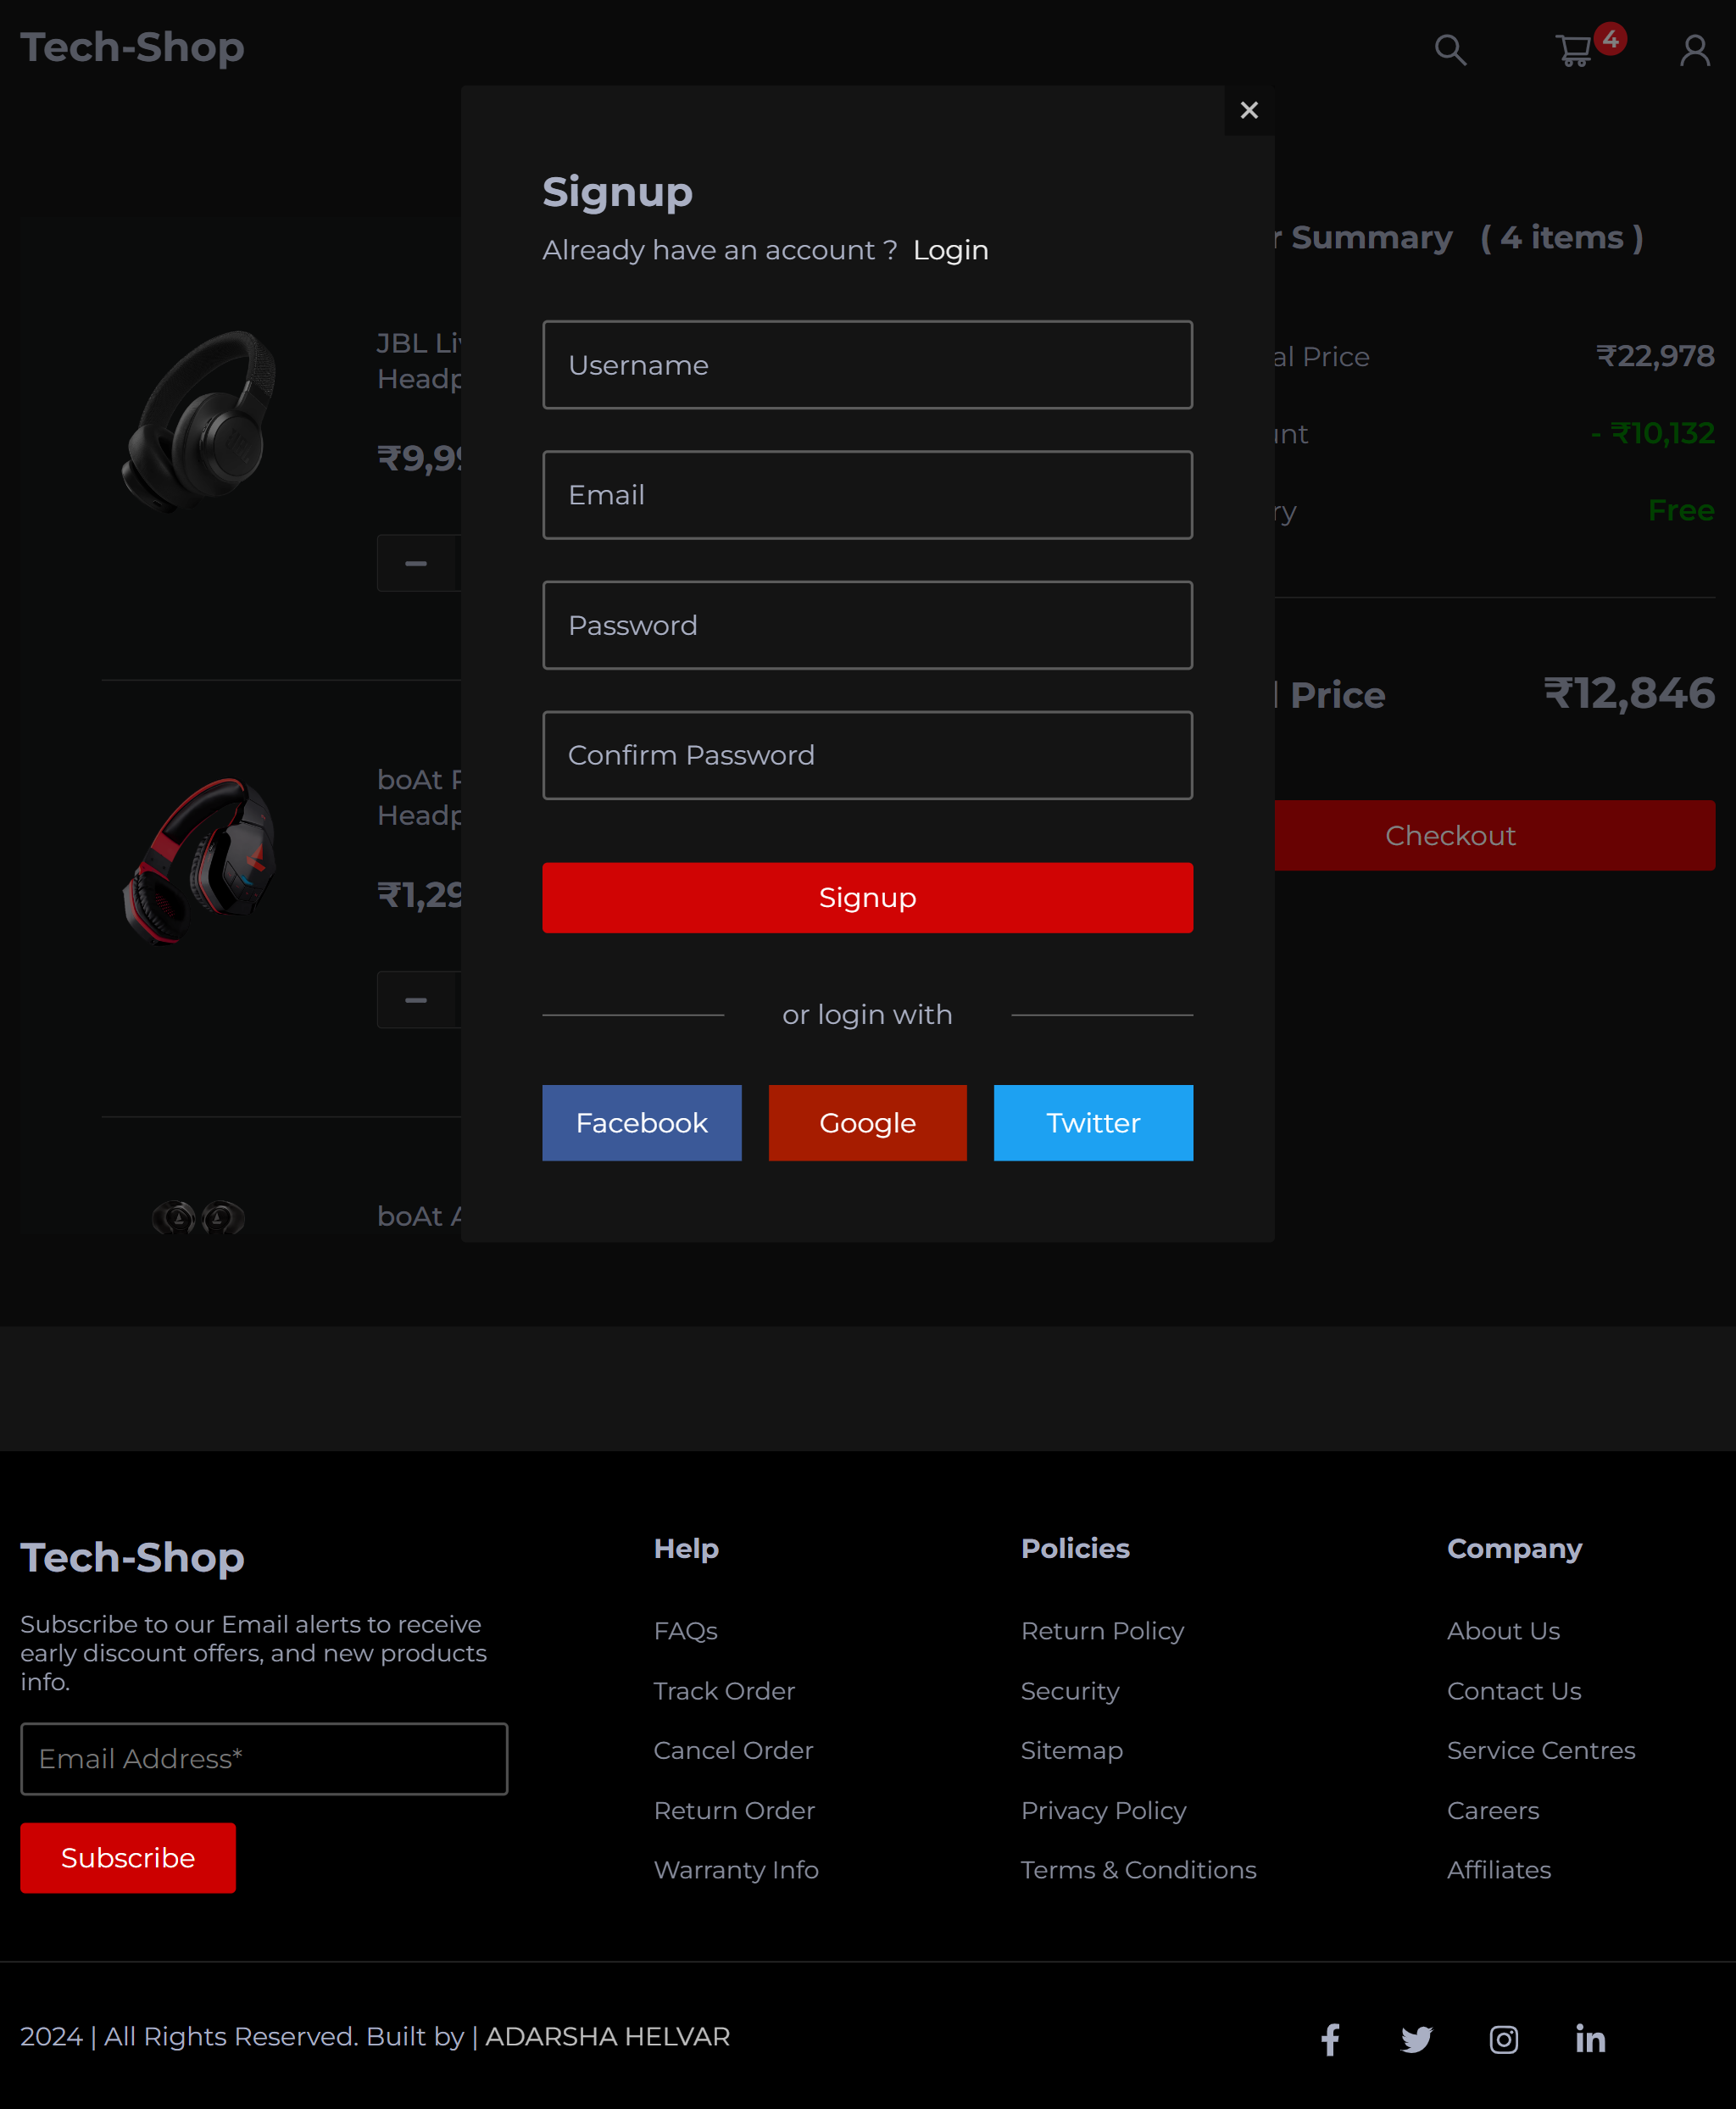 Tech-Shop
4
Signup
Already have an account ? Login
Username
Email
Password
Confirm Password
Signup
or login with
Facebook
Google
Twitter
JBL
Headp
₹9,99
boAt
Headp
₹1,29
boAt A
r Summary ( 4 items )
al Price
₹22,978
unt
- ₹10,132
ry
Free
l Price
₹12,846
Checkout
Tech-Shop
Subscribe to our Email alerts to receive
early discount offers, and new products
info.
Email Address*
Subscribe
Help
FAQs
Track Order
Cancel Order
Return Order
Warranty Info
Policies
Return Policy
Security
Sitemap
Privacy Policy
Terms & Conditions
Company
About Us
Contact Us
Service Centres
Careers
Affiliates
2024 | All Rights Reserved. Built by | ADARSHA HELVAR